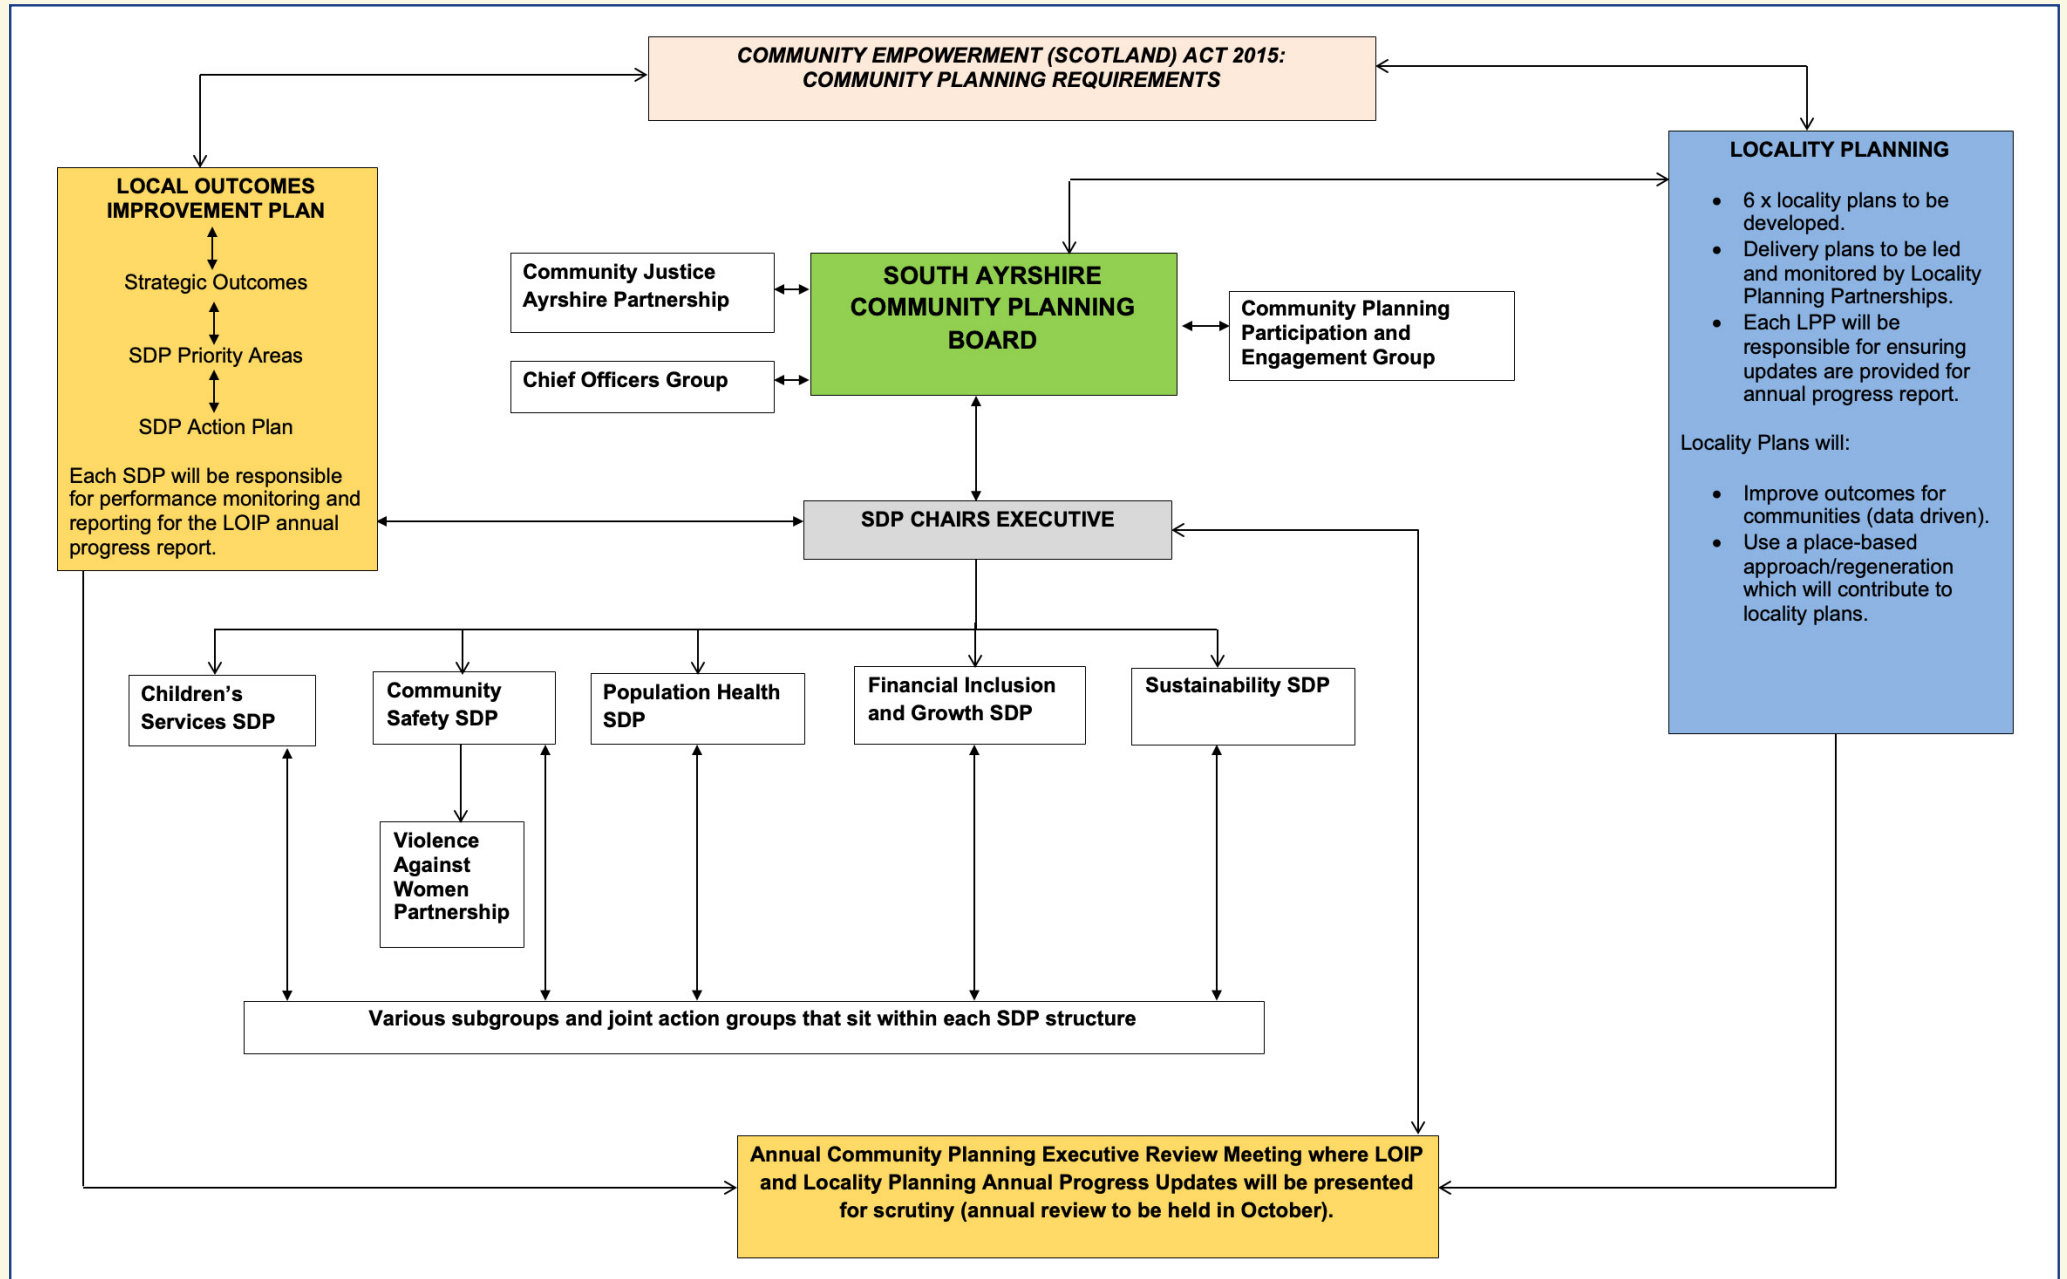 COMMUNITY EMPOWERMENT (SCOTLAND) ACT 2015:
COMMUNITY PLANNING REQUIREMENTS
LOCAL OUTCOMES
IMPROVEMENT PLAN
Strategic Outcomes
SDP Priority Areas
SDP Action Plan
Each SDP will be responsible
for performance monitoring and
reporting for the LOIP annual
progress report.
Community Justice
Ayrshire Partnership
Chief Officers Group
SOUTH AYRSHIRE
COMMUNITY PLANNING
BOARD
Community Planning
Participation and
Engagement Group
LOCALITY PLANNING
• 6 x locality plans to be
developed.
• Delivery plans to be led
and monitored by Locality
Planning Partnerships.
• Each LPP will be
responsible for ensuring
updates are provided for
annual progress report.
Locality Plans will:
• Improve outcomes for
communities (data driven).
• Use a place-based
approach/regeneration
which will contribute to
locality plans.
SDP CHAIRS EXECUTIVE
Children’s
Services SDP
Community
Safety SDP
Population Health
SDP
Financial Inclusion
and Growth SDP
Sustainability SDP
Violence
Against
Women
Partnership
Various subgroups and joint action groups that sit within each SDP structure
Annual Community Planning Executive Review Meeting where LOIP
and Locality Planning Annual Progress Updates will be presented
for scrutiny (annual review to be held in October).